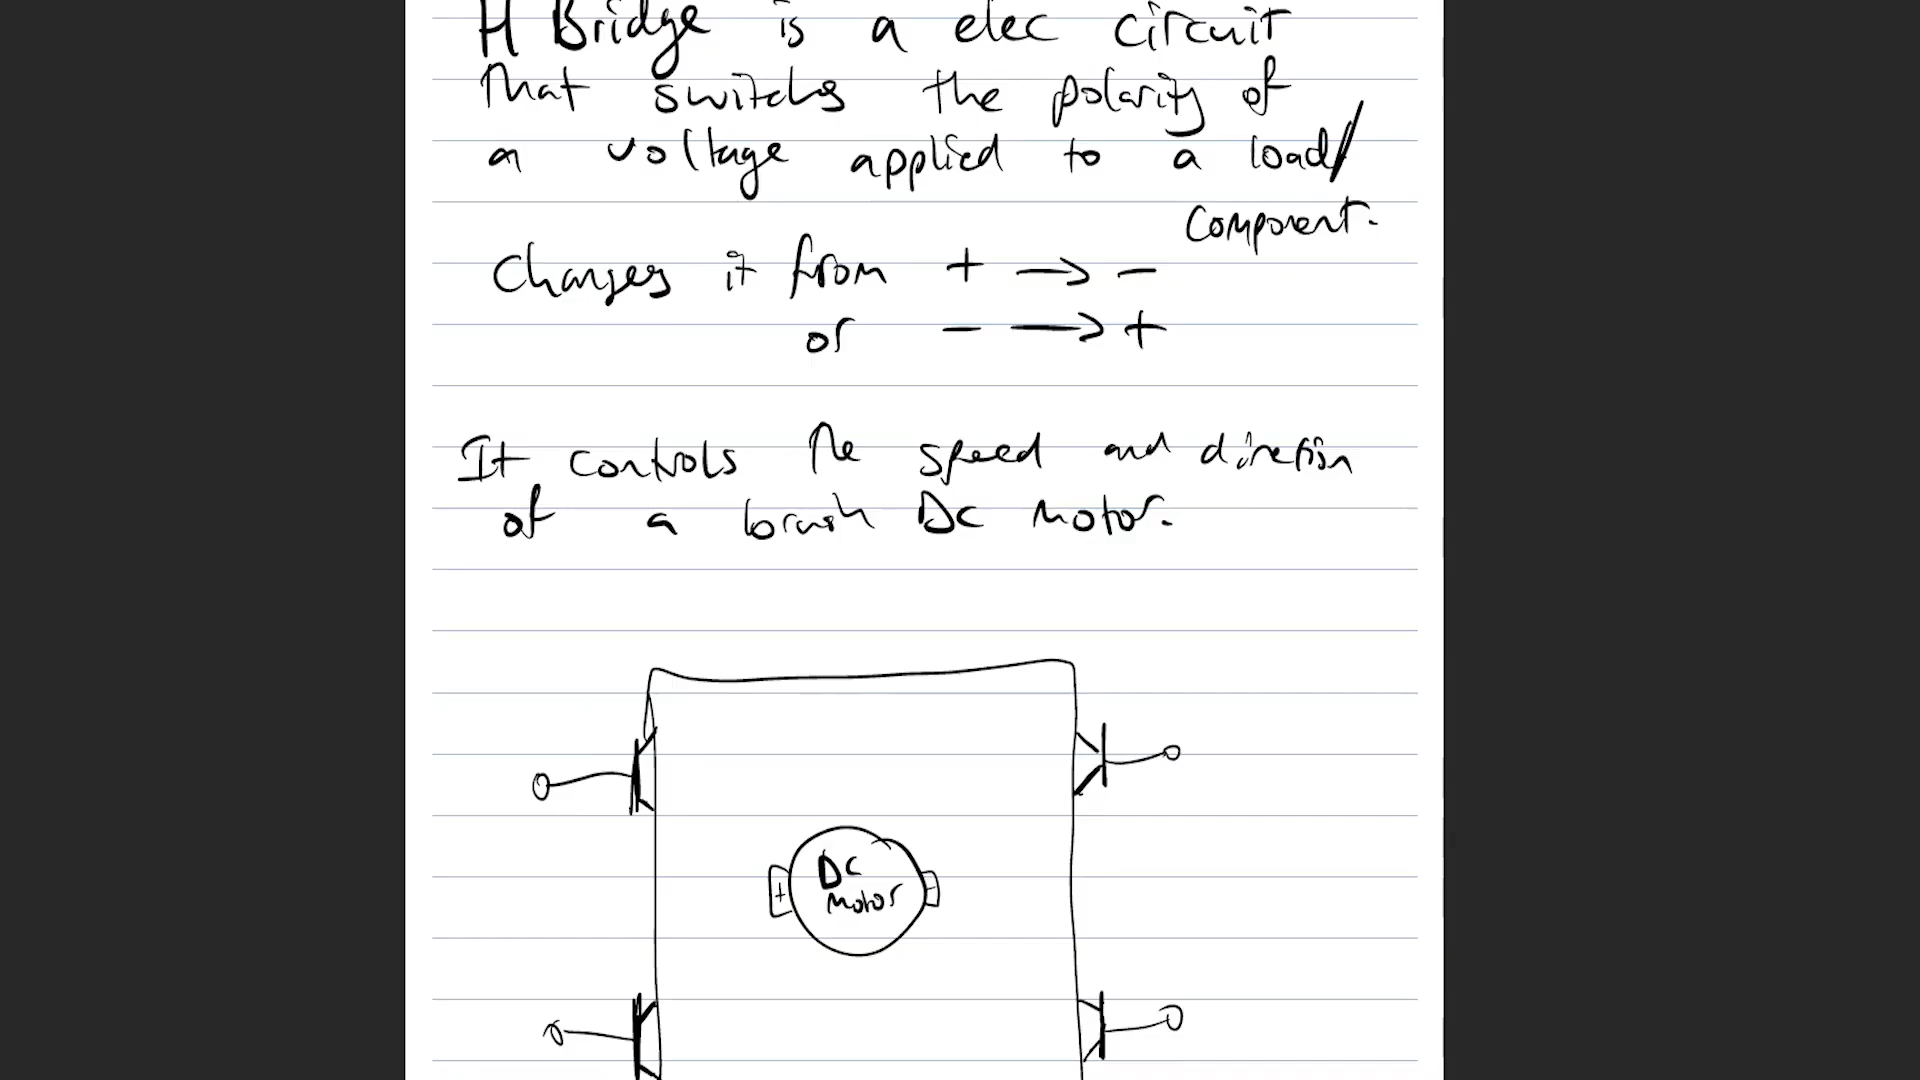 H Bridge is a elec circuit
that switches the polarity of
a voltage applied to a load/
component.
Changes it from + → -
or - → +
It controls the speed and direction
of a brush DC motor.
DC
+ motor -